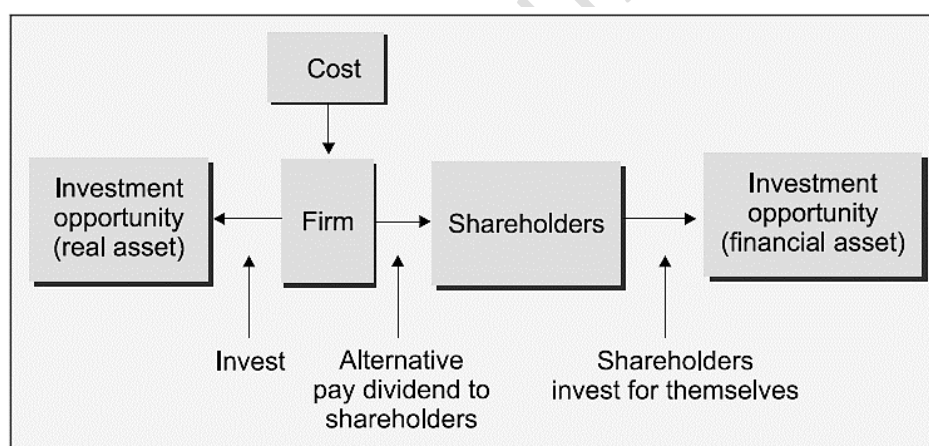 Cost
Investment
opportunity
(real asset)
Firm
Shareholders
Investment
opportunity
(financial asset)
Invest
Alternative
pay dividend to
shareholders
Shareholders
invest for themselves